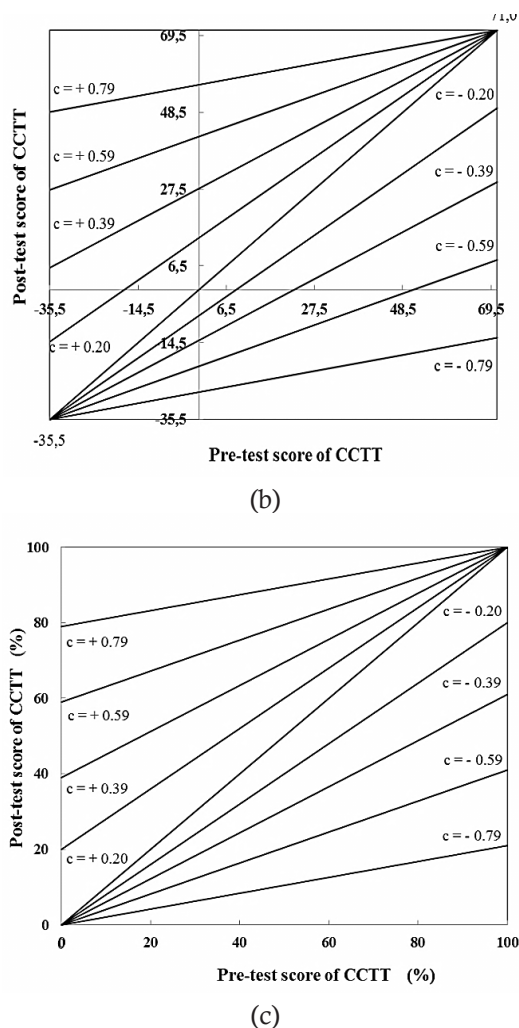 71,0
69,5
c = + 0.79
c = - 0.20
48,5
c = + 0.59
c = - 0.39
27,5
c = + 0.39
c = - 0.59
6,5
-35,5 -14,5 6,5 27,5 48,5 69,5
c = + 0.20
-14,5
c = - 0.79
-35,5
-35,5
Post-test score of CCTT
Pre-test score of CCTT
(b)
100
c = - 0.20
80
c = + 0.79
c = - 0.39
60
c = + 0.59
c = - 0.59
40
c = + 0.39
20
c = + 0.20
c = - 0.79
0
0 20 40 60 80 100
Post-test score of CCTT (%)
Pre-test score of CCTT (%)
(c)